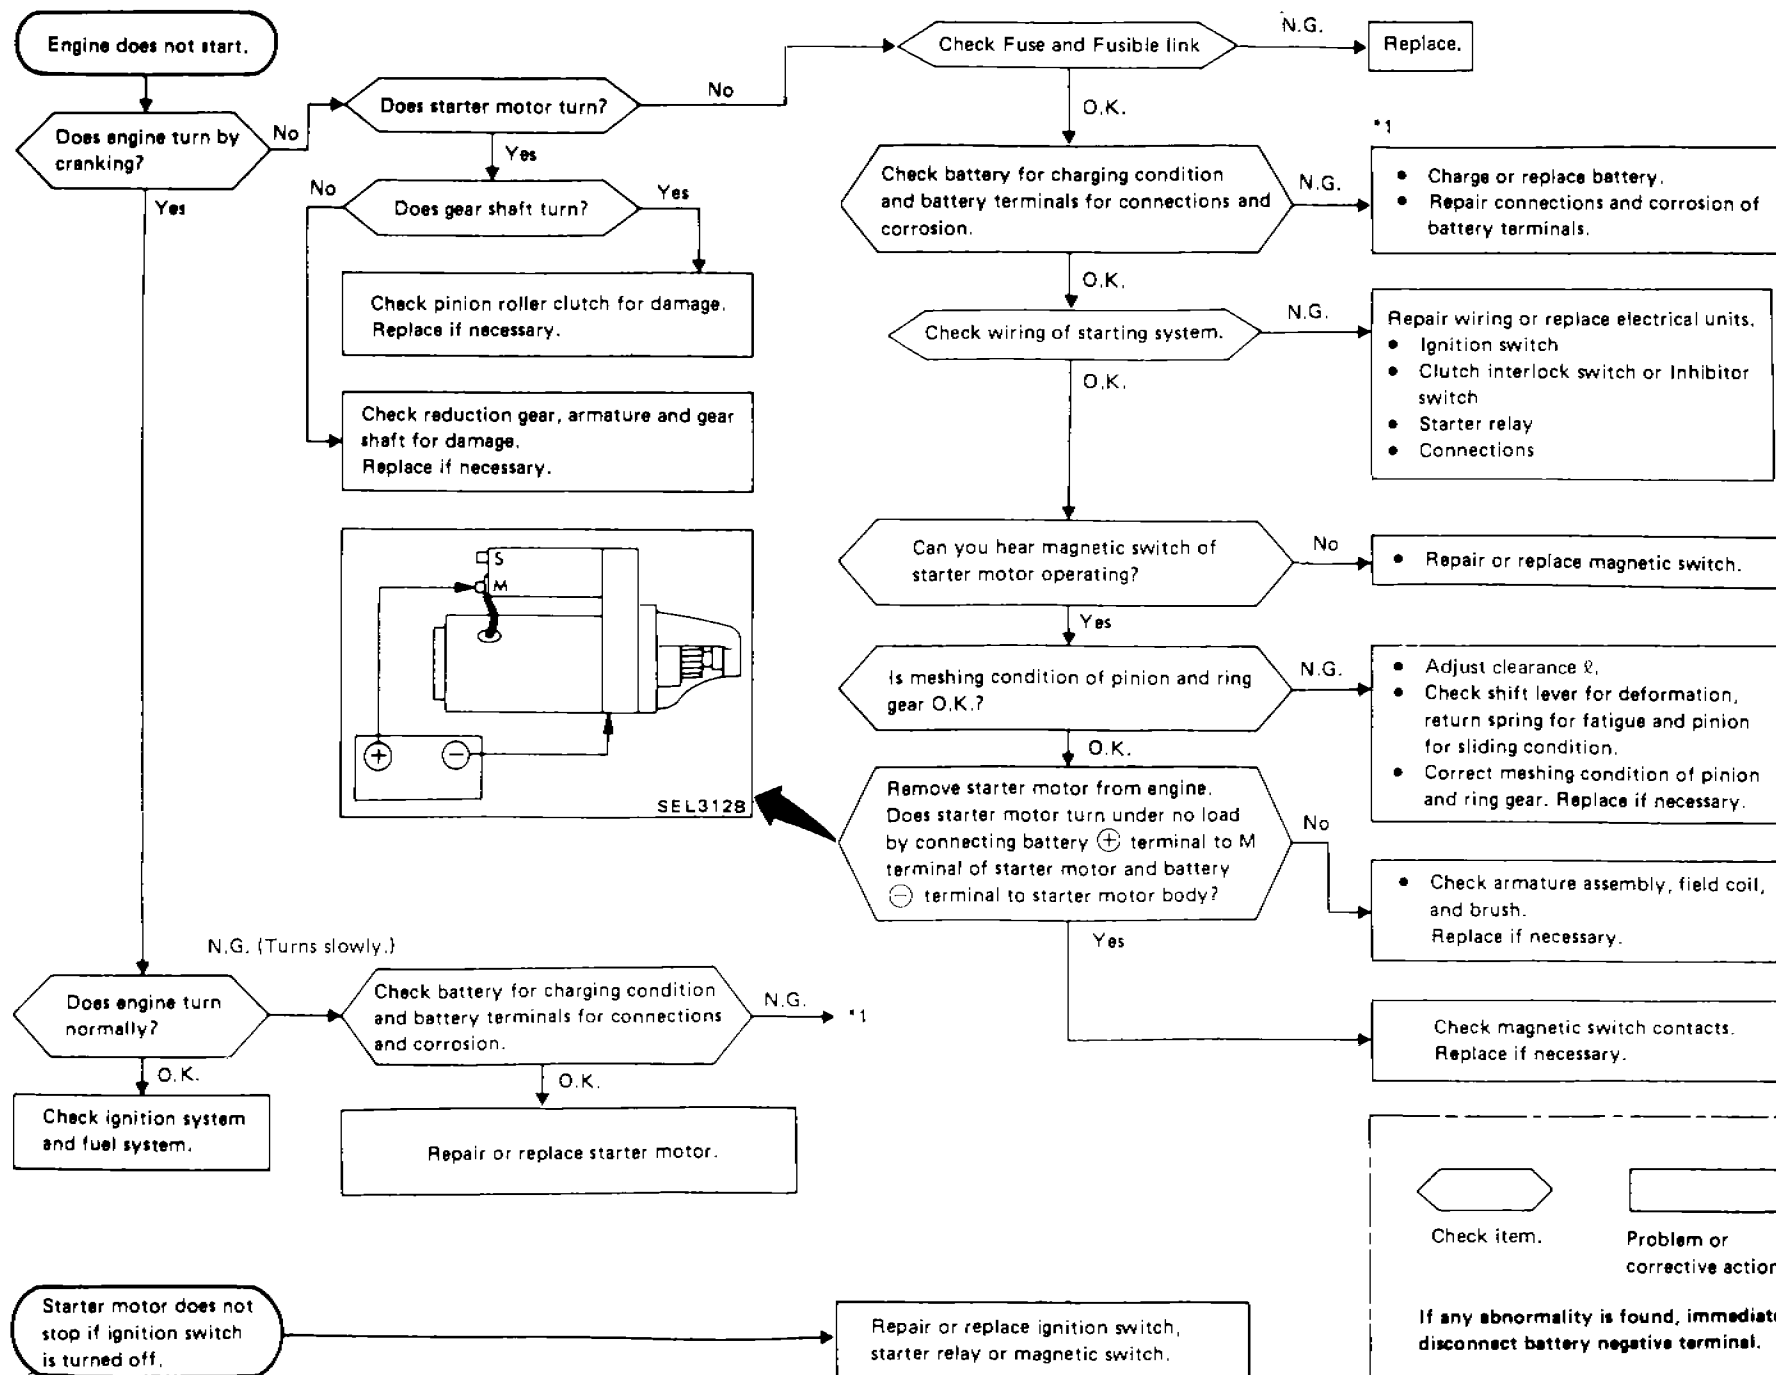 Engine does not start.
Does engine turn by
cranking?
No
Yes
Does starter motor turn?
No
Yes
Does gear shaft turn?
No
Yes
Check pinion roller clutch for damage.
Replace if necessary.
Check reduction gear, armature and gear
shaft for damage.
Replace if necessary.
Check Fuse and Fusible link
N.G.
Replace.
O.K.
Check battery for charging condition
and battery terminals for connections and
corrosion.
N.G.
*1
• Charge or replace battery.
• Repair connections and corrosion of
battery terminals.
O.K.
Check wiring of starting system.
N.G.
Repair wiring or replace electrical units.
• Ignition switch
• Clutch interlock switch or Inhibitor
switch
• Starter relay
• Connections
O.K.
Can you hear magnetic switch of
starter motor operating?
No
• Repair or replace magnetic switch.
Yes
Is meshing condition of pinion and ring
gear O.K.?
N.G.
• Adjust clearance ℓ.
• Check shift lever for deformation,
return spring for fatigue and pinion
for sliding condition.
• Correct meshing condition of pinion
and ring gear. Replace if necessary.
O.K.
Remove starter motor from engine.
Does starter motor turn under no load
by connecting battery ⊕ terminal to M
terminal of starter motor and battery
⊖ terminal to starter motor body?
No
• Check armature assembly, field coil,
and brush.
Replace if necessary.
Yes
Check magnetic switch contacts.
Replace if necessary.
S
M
⊕ ⊖
SEL312B
Does engine turn
normally?
N.G. (Turns slowly.)
Check battery for charging condition
and battery terminals for connections
and corrosion.
N.G.
*1
O.K.
Check ignition system
and fuel system.
O.K.
Repair or replace starter motor.
Check item.
Problem or
corrective action
If any abnormality is found, immediate
disconnect battery negative terminal.
Starter motor does not
stop if ignition switch
is turned off.
Repair or replace ignition switch,
starter relay or magnetic switch.